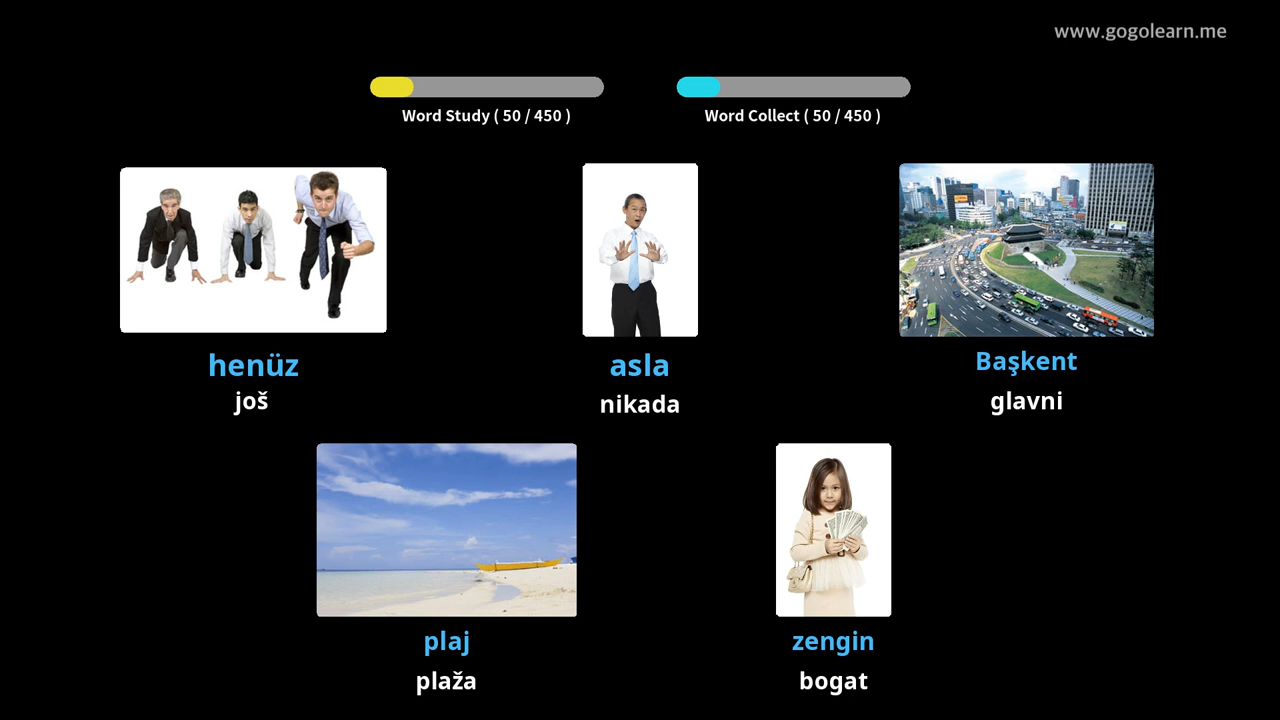 www.gogolearn.me
Word Study ( 50 / 450 )
Word Collect ( 50 / 450 )
henüz
još
asla
nikada
Başkent
glavni
plaj
plaža
zengin
bogat